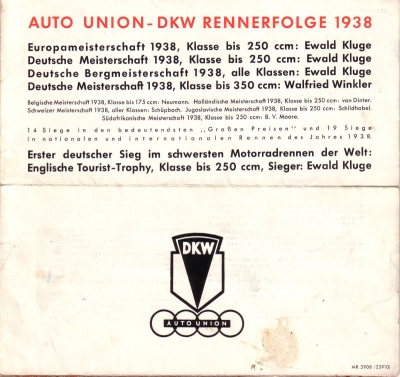 AUTO UNION-DKW RENNERFOLGE 1938
Europameisterschaft 1938, Klasse bis 250 ccm: Ewald Kluge
Deutsche Meisterschaft 1938, Klasse bis 250 ccm: Ewald Kluge
Deutsche Bergmeisterschaft 1938, alle Klassen: Ewald Kluge
Deutsche Meisterschaft 1938, Klasse bis 350 ccm: Walfried Winkler
Belgische Meisterschaft 1938, Klasse bis 175 ccm: Neumann. Holländische Meisterschaft 1938, Klasse bis 250 ccm: van Dinter.
Schweizer Meisterschaft 1938, aller Klassen: Schüpbach. Jugoslavische Meisterschaft 1938, Klasse bis 250 ccm: Schildhabel.
Südafrikanische Meisterschaft 1938, Klasse bis 250 ccm: B. V. Moore.
14 Siege in den bedeutendsten „Großen Preisen" und 19 Siege
in nationalen und internationalen Rennen des Jahres 1938.
Erster deutscher Sieg im schwersten Motorradrennen der Welt:
Englische Tourist-Trophy, Klasse bis 250 ccm, Sieger: Ewald Kluge
DKW
AUTO UNION
MR 5908 (33910)